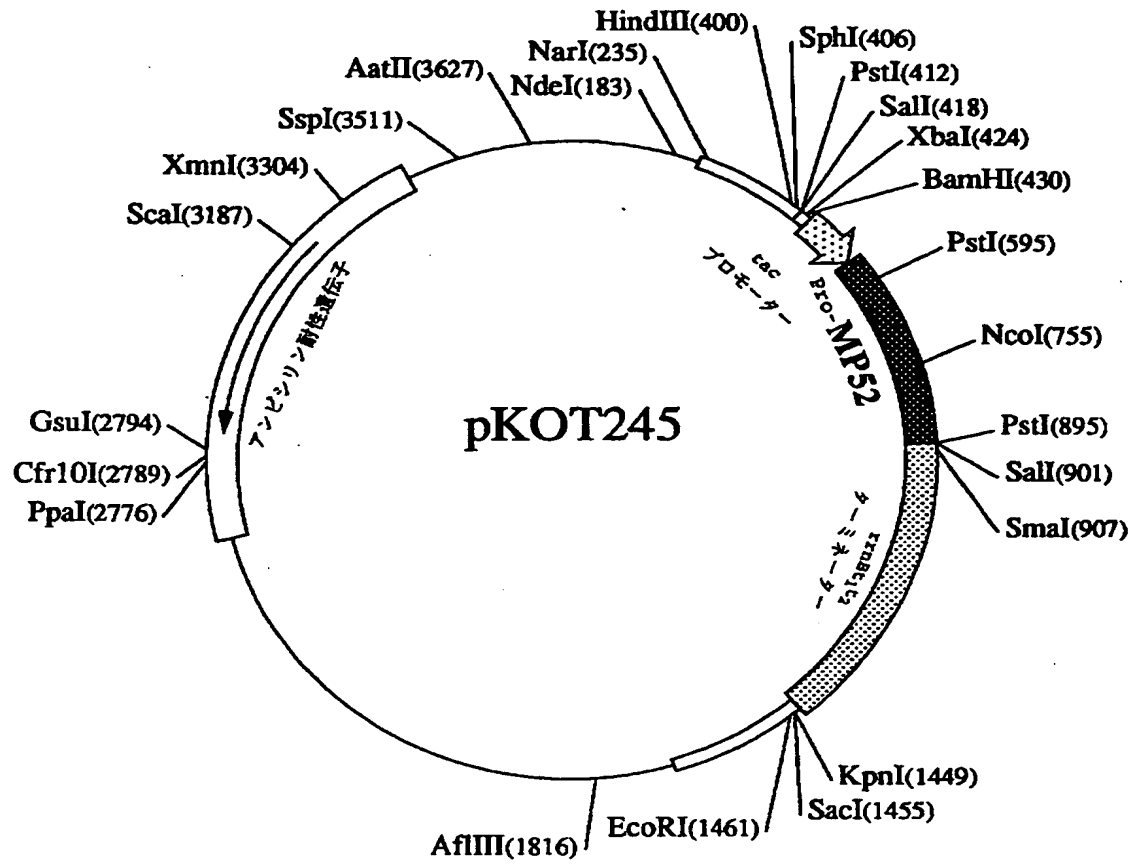 HindIII(400)
SphI(406)
NarI(235)
PstI(412)
AatII(3627)
NdeI(183)
SalI(418)
SspI(3511)
XbaI(424)
XmnI(3304)
BamHI(430)
ScaI(3187)
PstI(595)
tac
プロモーター
Pro-MP52
アンピシリン耐性遺伝子
NcoI(755)
pKOT245
GsuI(2794)
PstI(895)
Cfr10I(2789)
SalI(901)
PpaI(2776)
SmaI(907)
rrnBt1t2
ターミネーター
KpnI(1449)
SacI(1455)
EcoRI(1461)
AflIII(1816)